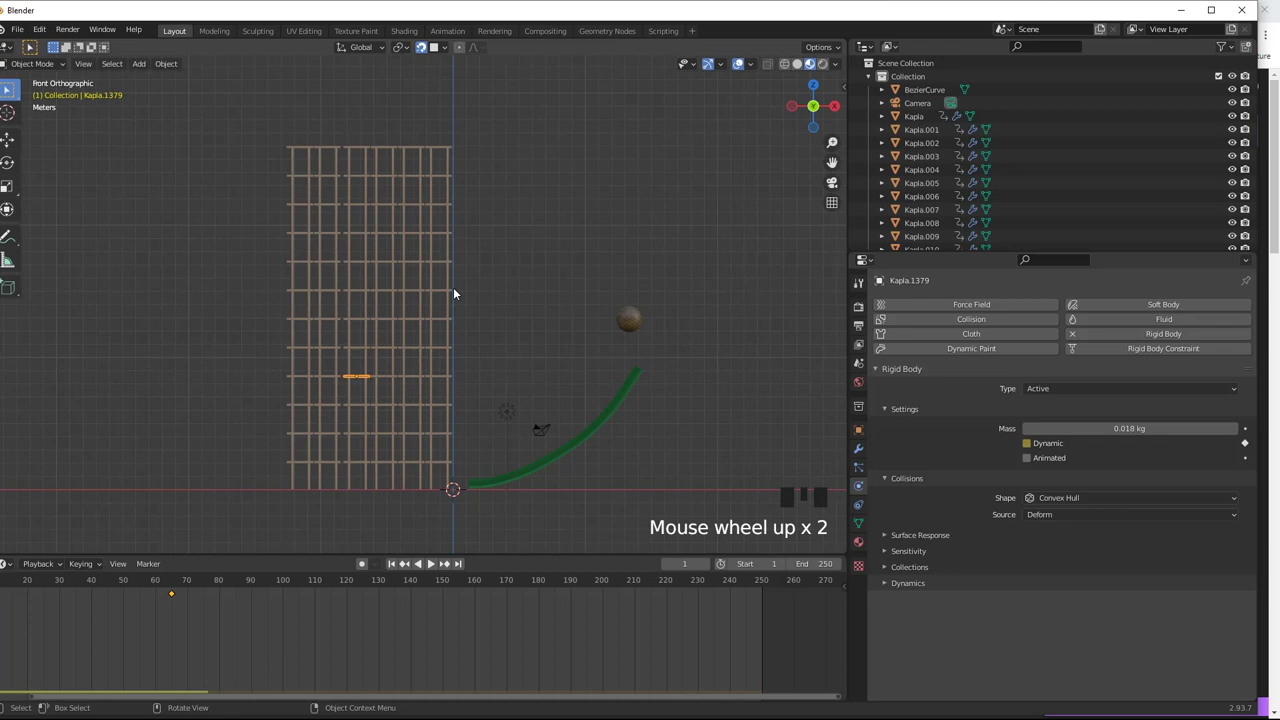 Blender
File Edit Render Window Help
Layout Modeling Sculpting UV Editing Texture Paint Shading Animation Rendering Compositing Geometry Nodes Scripting
Scene
View Layer
Global
Options
Object Mode View Select Add Object
Front Orthographic
(1) Collection | Kapla.1379
Meters
Z
Y
X
Scene Collection
Collection
BezierCurve
Camera
Kapla
Kapla.001
Kapla.002
Kapla.003
Kapla.004
Kapla.005
Kapla.006
Kapla.007
Kapla.008
Kapla.009
Kapla.010
Kapla.1379
Force Field Soft Body
Collision Fluid
Cloth Rigid Body
Dynamic Paint Rigid Body Constraint
Rigid Body
Type Active
Settings
Mass 0.018 kg
Dynamic
Animated
Collisions
Shape Convex Hull
Source Deform
Surface Response
Sensitivity
Collections
Dynamics
Mouse wheel up x 2
Playback Keying View Marker 1 Start 1 End 250
20 30 40 50 60 70 80 90 100 110 120 130 140 150 160 170 180 190 200 210 220 230 240 250 260 270
Select Box Select Rotate View Object Context Menu 2.93.7